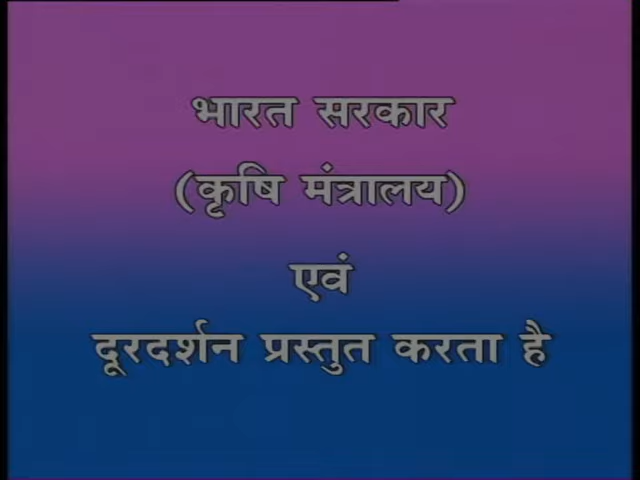 भारत सरकार
(कृषि मंत्रालय)
एवं
दूरदर्शन प्रस्तुत करता है